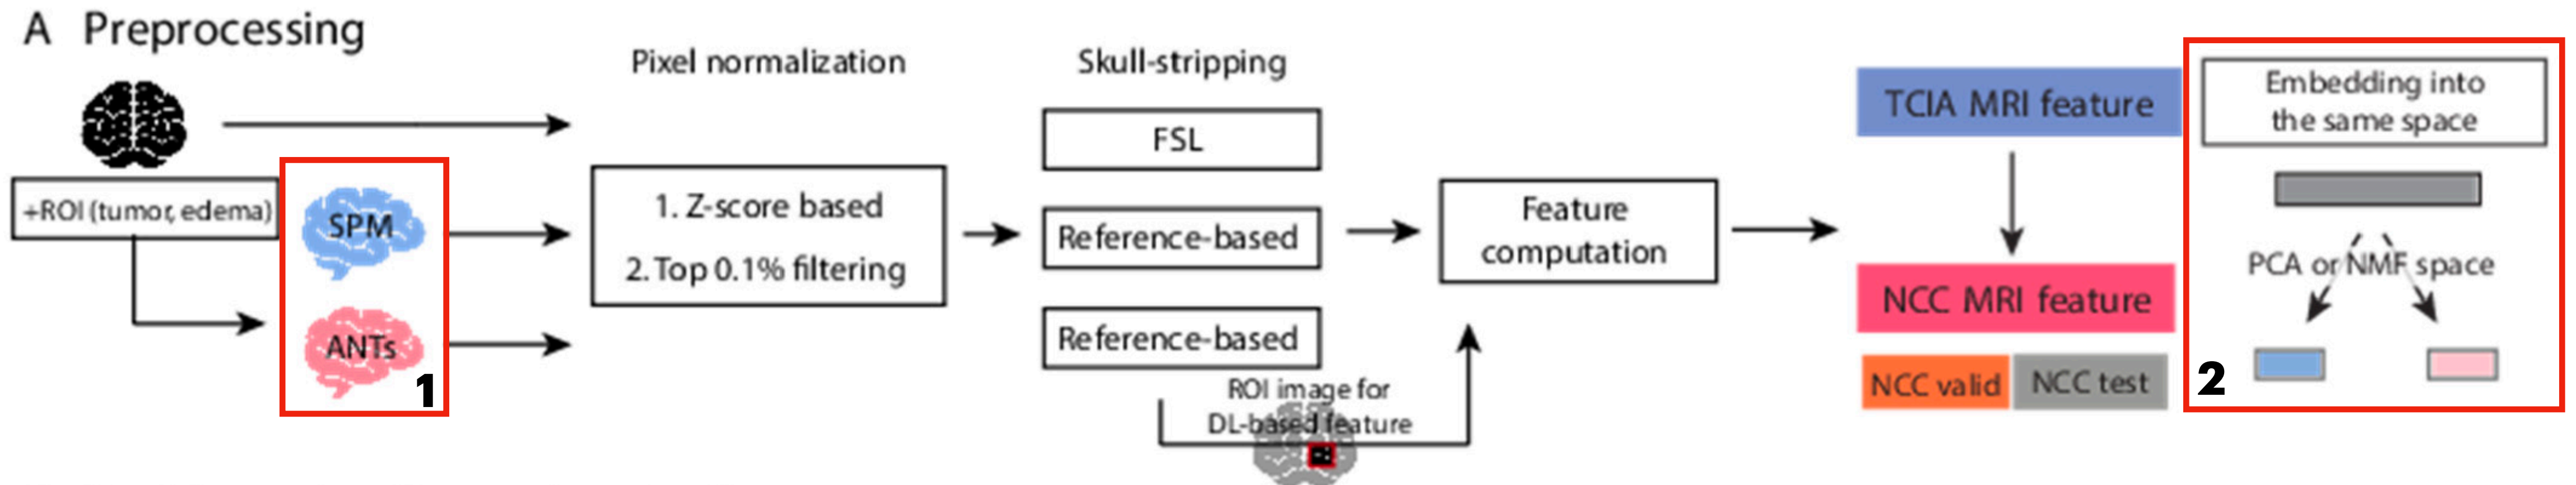 A Preprocessing
+ROI (tumor, edema)
SPM
ANTs
1
Pixel normalization
1. Z-score based
2. Top 0.1% filtering
Skull-stripping
FSL
Reference-based
Reference-based
ROI image for
DL-based feature
Feature
computation
TCIA MRI feature
NCC MRI feature
NCC valid
NCC test
Embedding into
the same space
PCA or NMF space
2